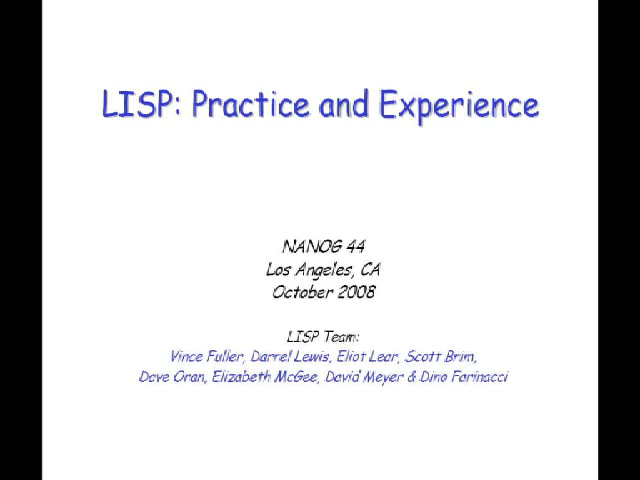 LISP: Practice and Experience
NANOG 44
Los Angeles, CA
October 2008
LISP Team:
Vince Fuller, Darrel Lewis, Eliot Lear, Scott Brim,
Dave Oran, Elizabeth McGee, David Meyer & Dino Farinacci